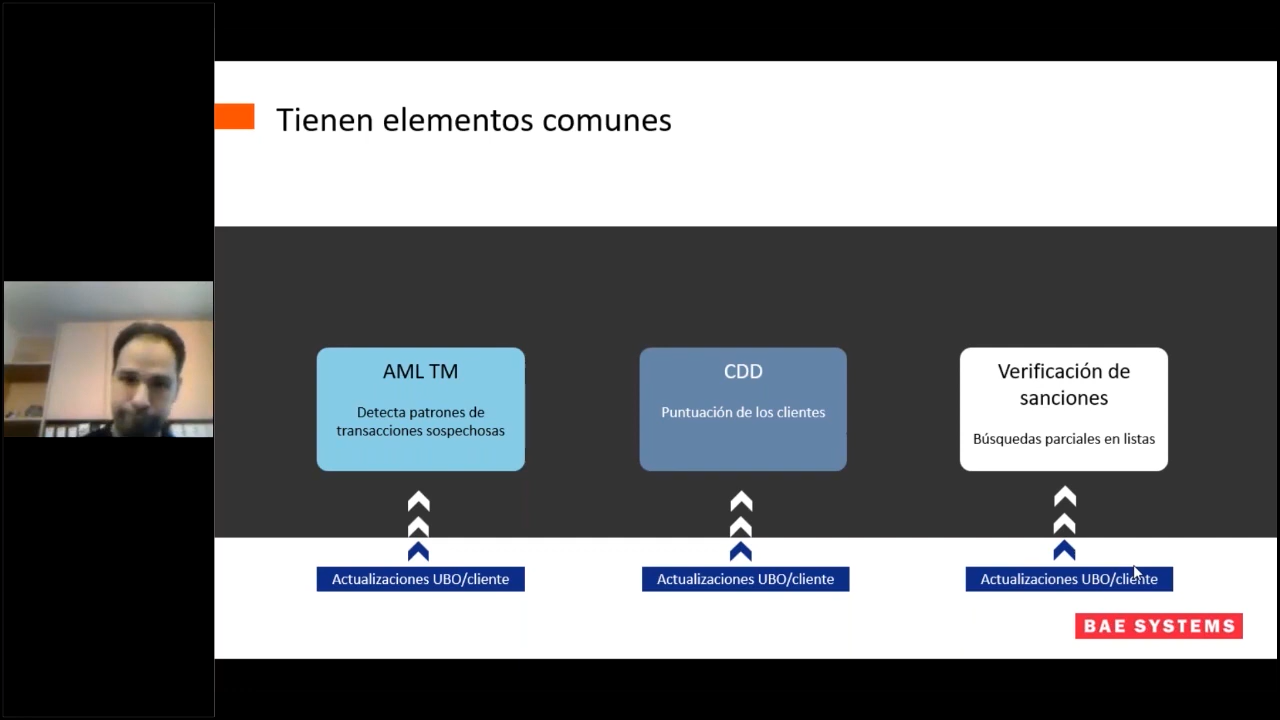 Tienen elementos comunes
AML TM
Detecta patrones de
transacciones sospechosas
CDD
Puntuación de los clientes
Verificación de
sanciones
Búsquedas parciales en listas
Actualizaciones UBO/cliente
Actualizaciones UBO/cliente
Actualizaciones UBO/cliente
BAE SYSTEMS